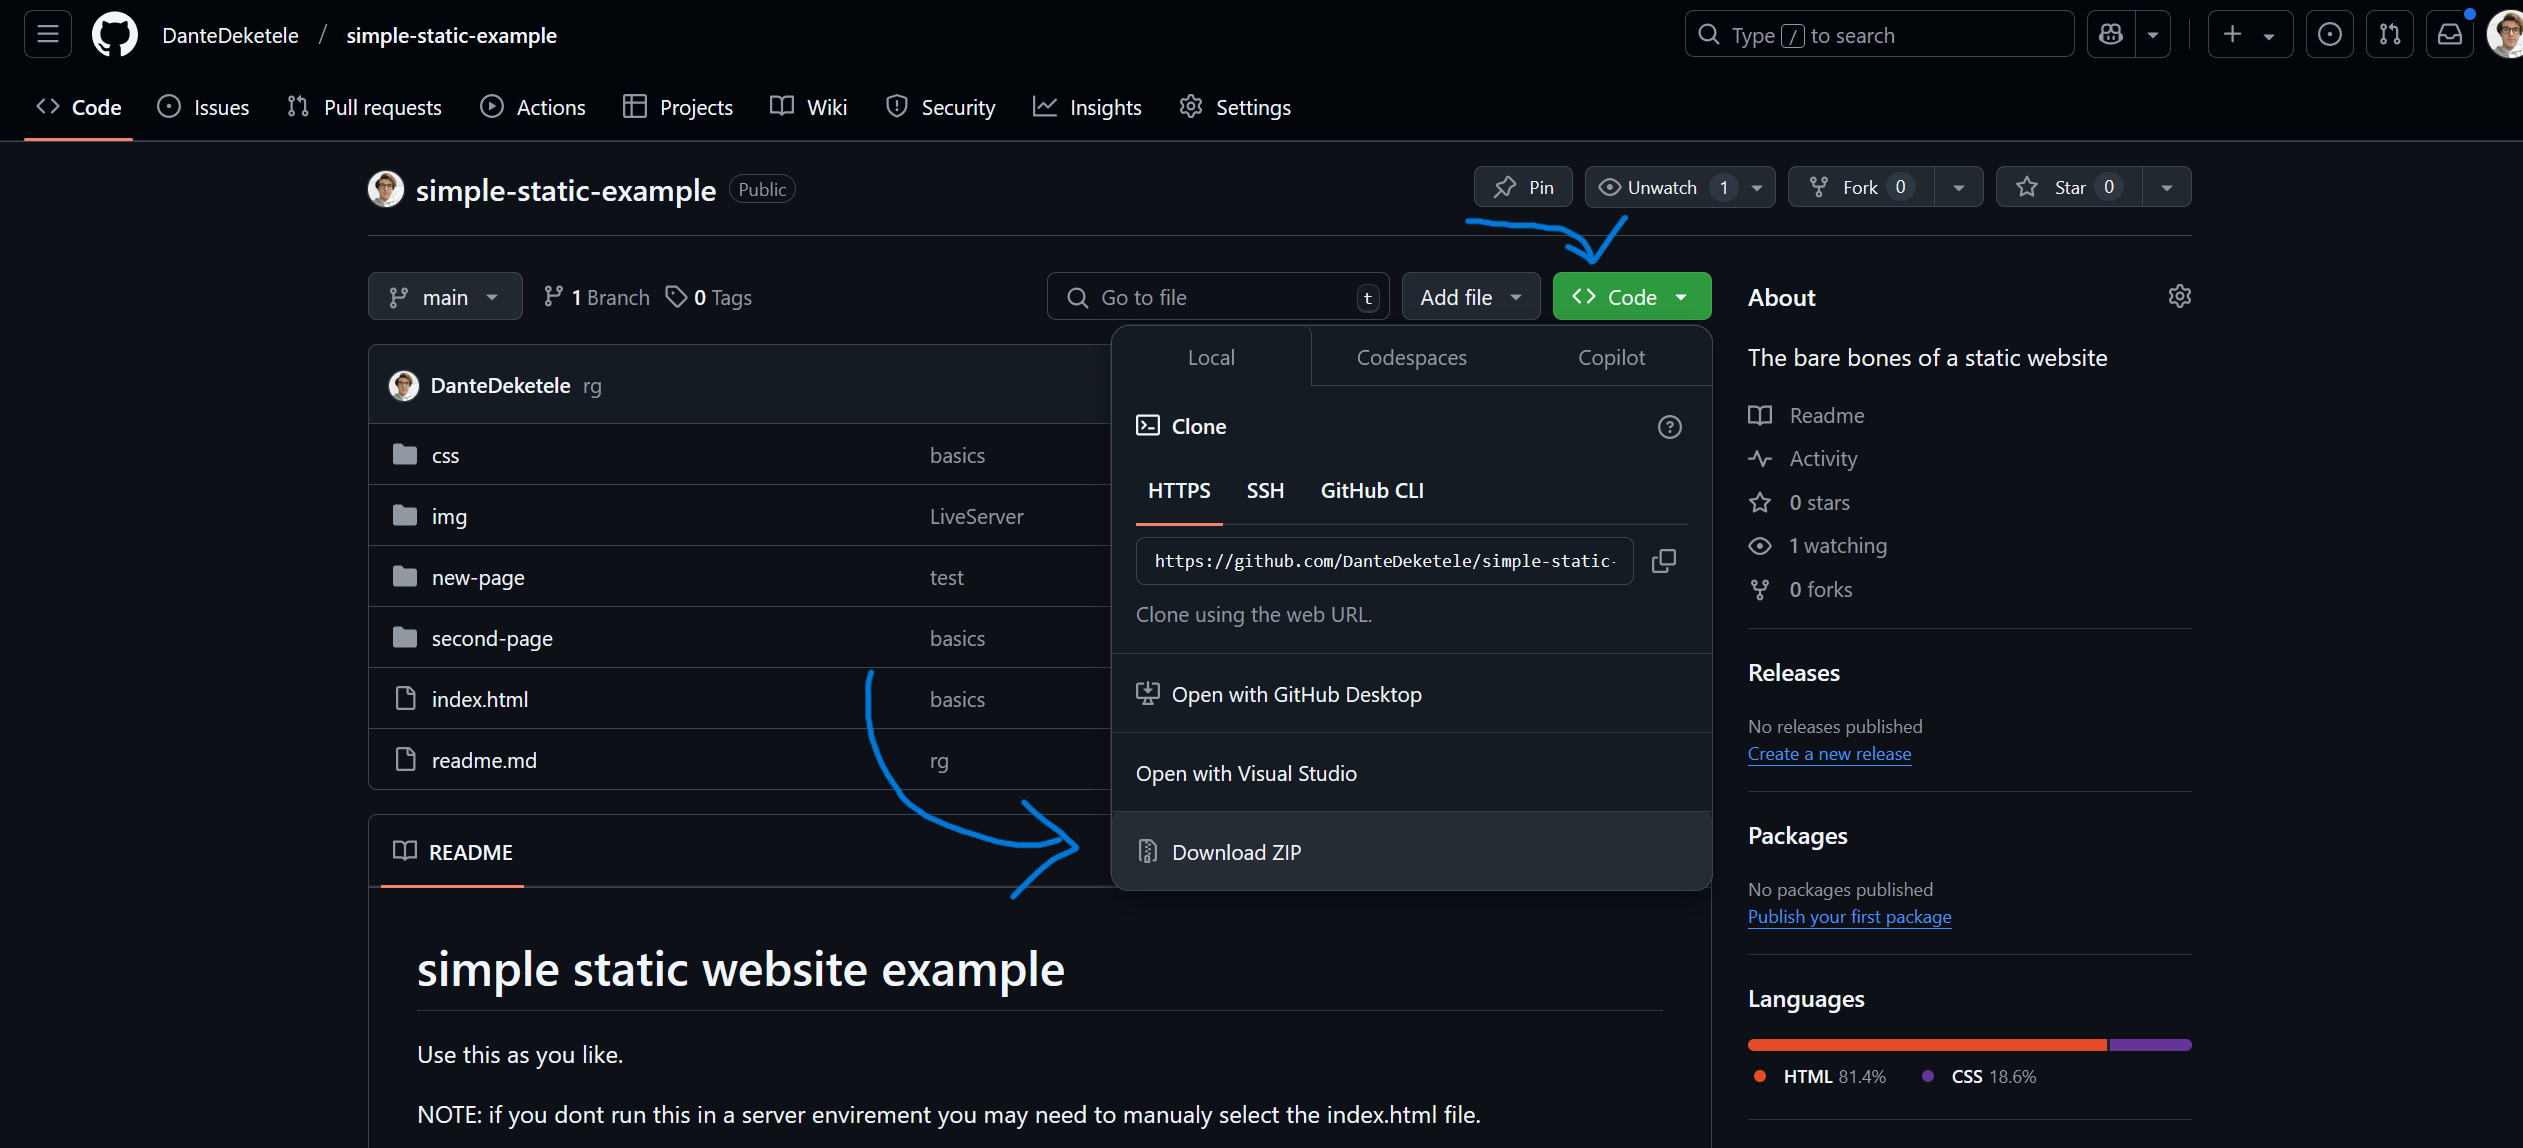 DanteDeketele / simple-static-example
Type / to search
Code Issues Pull requests Actions Projects Wiki Security Insights Settings
simple-static-example Public
Pin Unwatch 1 Fork 0 Star 0
main 1 Branch 0 Tags
Go to file t Add file Code
About
The bare bones of a static website
Readme
Activity
0 stars
1 watching
0 forks
Releases
No releases published
Create a new release
Packages
No packages published
Publish your first package
Languages
HTML 81.4% CSS 18.6%
DanteDeketele rg
css basics
img LiveServer
new-page test
second-page basics
index.html basics
readme.md rg
Local Codespaces Copilot
Clone
HTTPS SSH GitHub CLI
https://github.com/DanteDeketele/simple-static-
Clone using the web URL.
Open with GitHub Desktop
Open with Visual Studio
Download ZIP
README
simple static website example
Use this as you like.
NOTE: if you dont run this in a server envirement you may need to manualy select the index.html file.